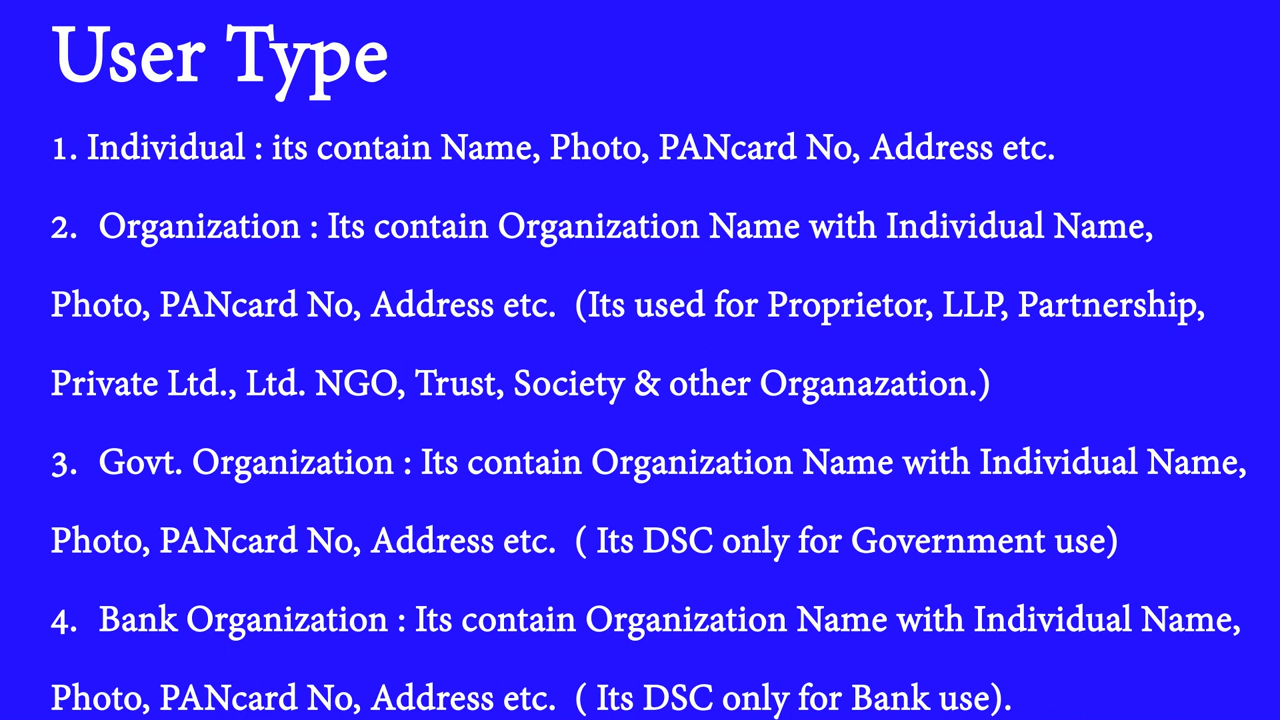 User Type
1. Individual : its contain Name, Photo, PANcard No, Address etc.
2. Organization : Its contain Organization Name with Individual Name,
Photo, PANcard No, Address etc. (Its used for Proprietor, LLP, Partnership,
Private Ltd., Ltd. NGO, Trust, Society & other Organazation.)
3. Govt. Organization : Its contain Organization Name with Individual Name,
Photo, PANcard No, Address etc. ( Its DSC only for Government use)
4. Bank Organization : Its contain Organization Name with Individual Name,
Photo, PANcard No, Address etc. ( Its DSC only for Bank use).